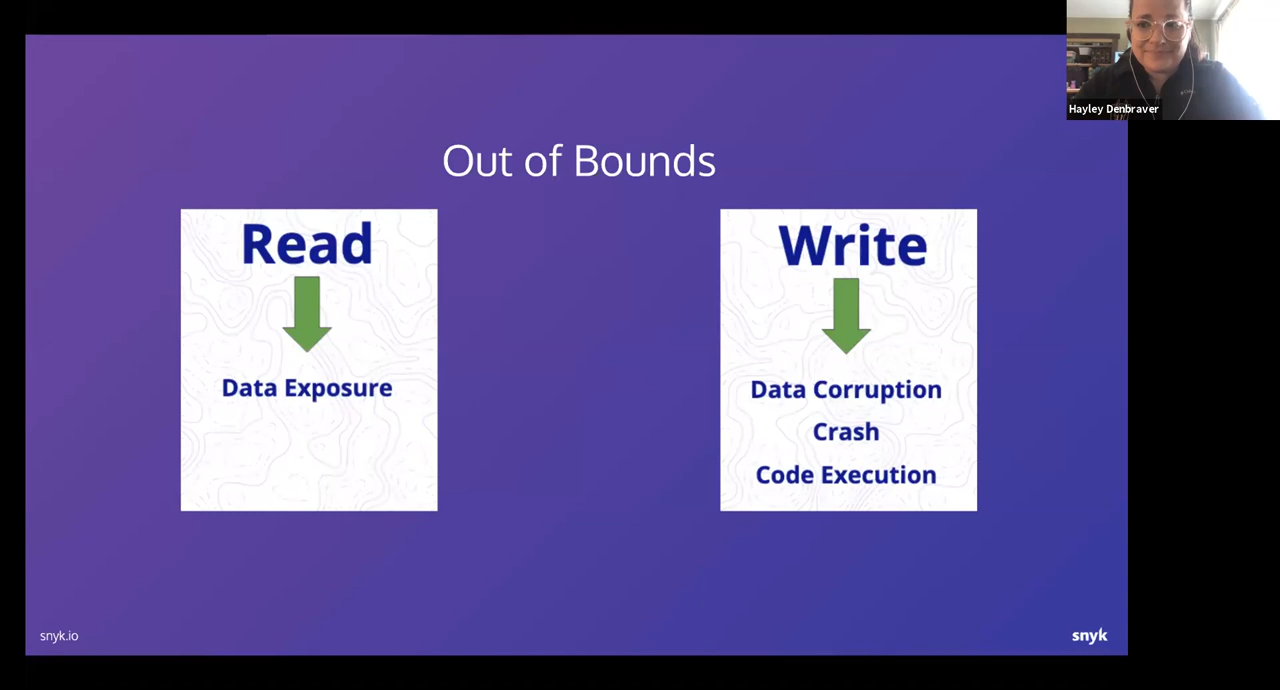 Hayley Denbraver
Out of Bounds
Read
Data Exposure
Write
Data Corruption
Crash
Code Execution
snyk.io
snyk